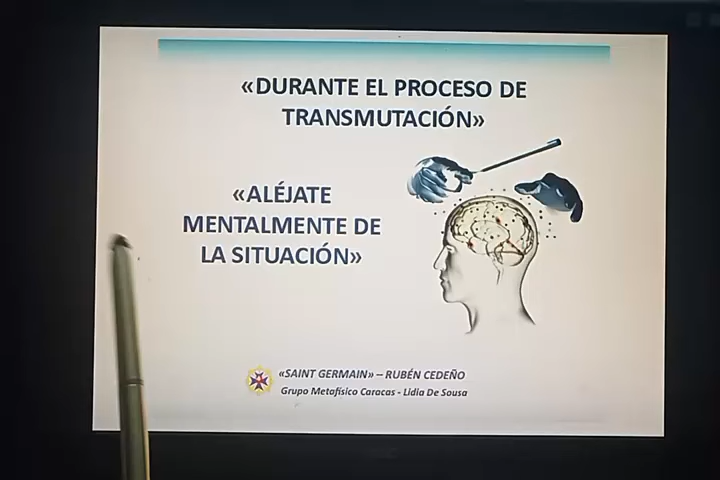 «DURANTE EL PROCESO DE
TRANSMUTACIÓN»
«ALÉJATE
MENTALMENTE DE
LA SITUACIÓN»
«SAINT GERMAIN» – RUBÉN CEDEÑO
Grupo Metafísico Caracas - Lidia De Sousa